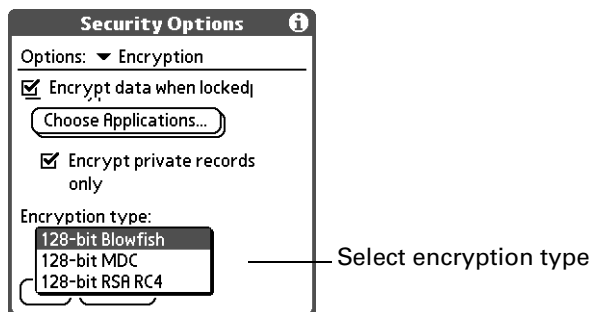 Security Options
Options: Encryption
Encrypt data when locked
Choose Applications...
Encrypt private records
only
Encryption type:
128-bit Blowfish
128-bit MDC
128-bit RSA RC4
Select encryption type